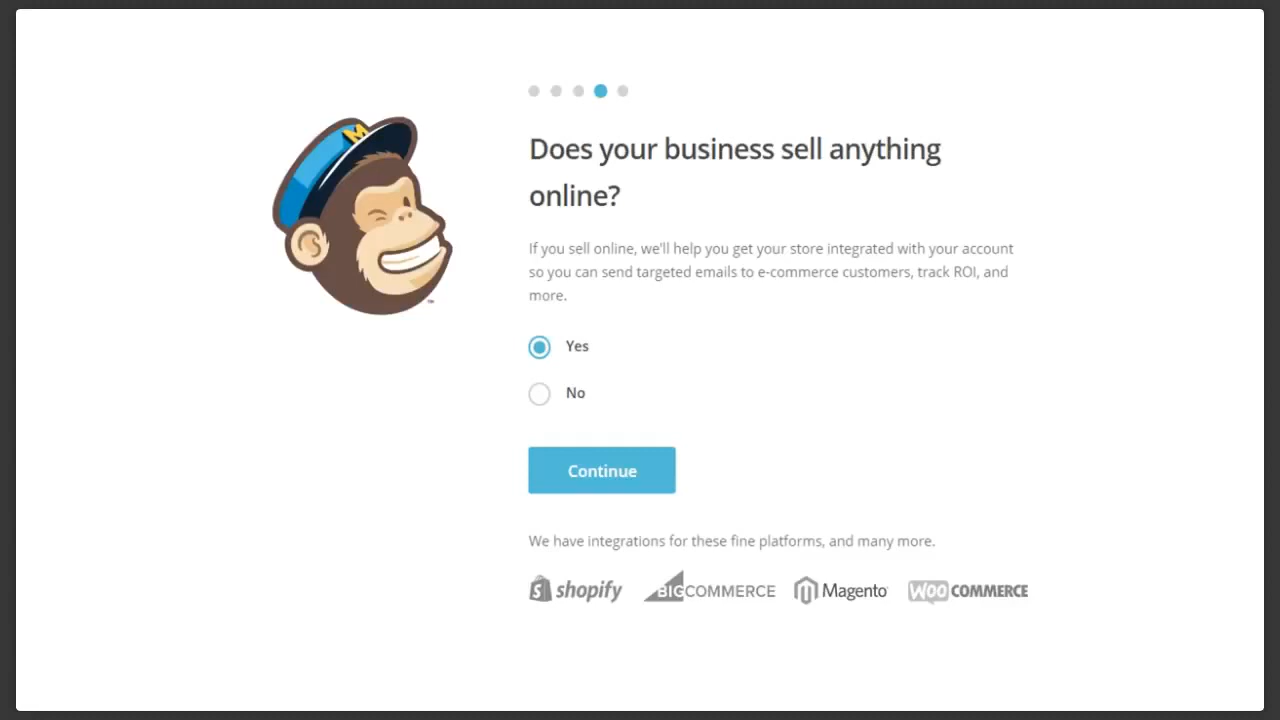 M
Does your business sell anything
online?
If you sell online, we'll help you get your store integrated with your account
so you can send targeted emails to e-commerce customers, track ROI, and
more.
Yes
No
Continue
We have integrations for these fine platforms, and many more.
S shopify BIGCOMMERCE Magento WOO COMMERCE